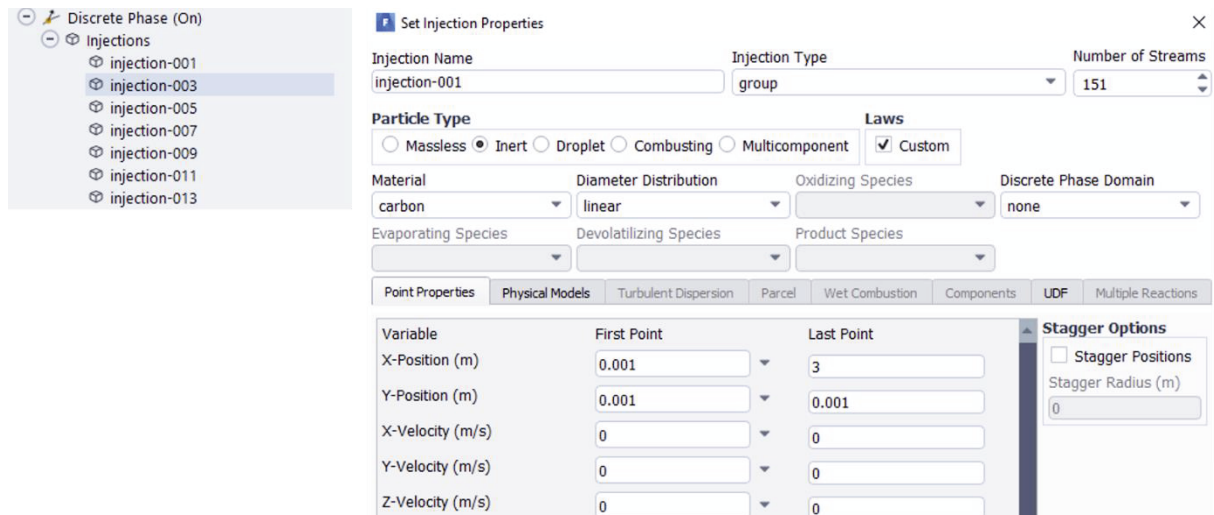 Discrete Phase (On)
Injections
injection-001
injection-003
injection-005
injection-007
injection-009
injection-011
injection-013
F Set Injection Properties
Injection Name Injection Type Number of Streams
injection-001 group 151
Particle Type Laws
Massless Inert Droplet Combusting Multicomponent Custom
Material Diameter Distribution Oxidizing Species Discrete Phase Domain
carbon linear none
Evaporating Species Devolatilizing Species Product Species
Point Properties Physical Models Turbulent Dispersion Parcel Wet Combustion Components UDF Multiple Reactions
Variable First Point Last Point Stagger Options
X-Position (m) 0.001 3 Stagger Positions
Stagger Radius (m)
Y-Position (m) 0.001 0.001 0
X-Velocity (m/s) 0 0
Y-Velocity (m/s) 0 0
Z-Velocity (m/s) 0 0